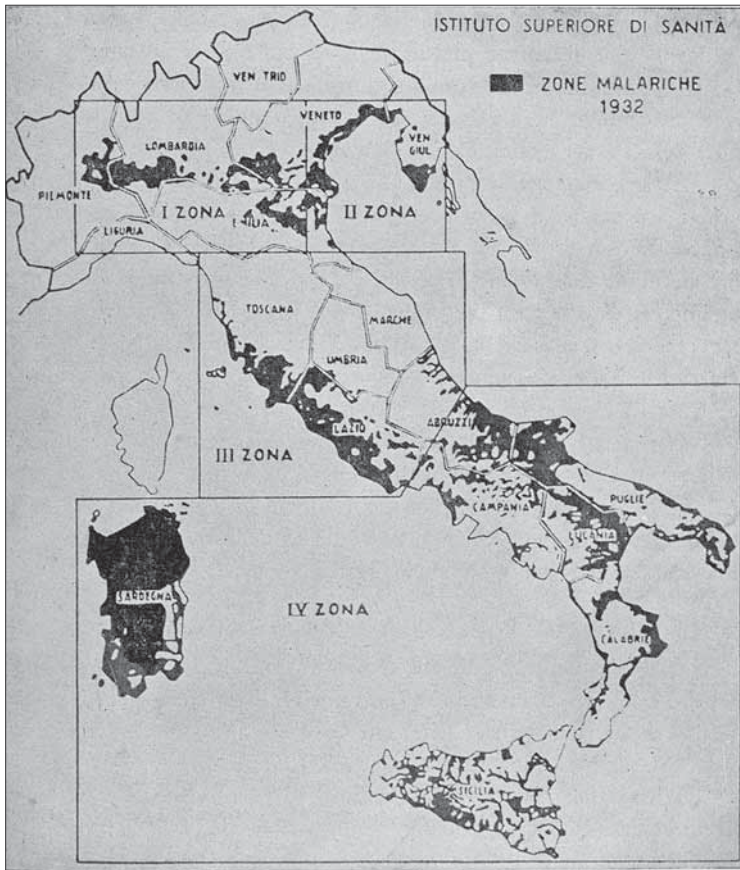 ISTITUTO SUPERIORE DI SANITÀ
ZONE MALARICHE
1932
VEN TRID
VENETO
LOMBARDIA
VEN
GIUL
PIEMONTE
I ZONA
EMILIA
II ZONA
LIGURIA
TOSCANA
MARCHE
UMBRIA
LAZIO
ABRUZZI
III ZONA
CAMPANIA
PUGLIE
LUCANIA
SARDEGNA
IV ZONA
CALABRIE
SICILIA